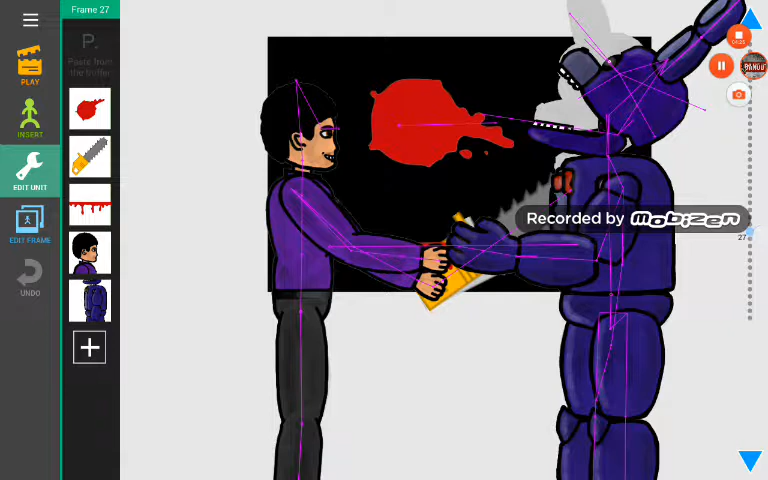 Frame 27
P.
Paste from
the buffer
PLAY
INSERT
EDIT UNIT
EDIT FRAME
UNDO
Recorded by mobizen
27